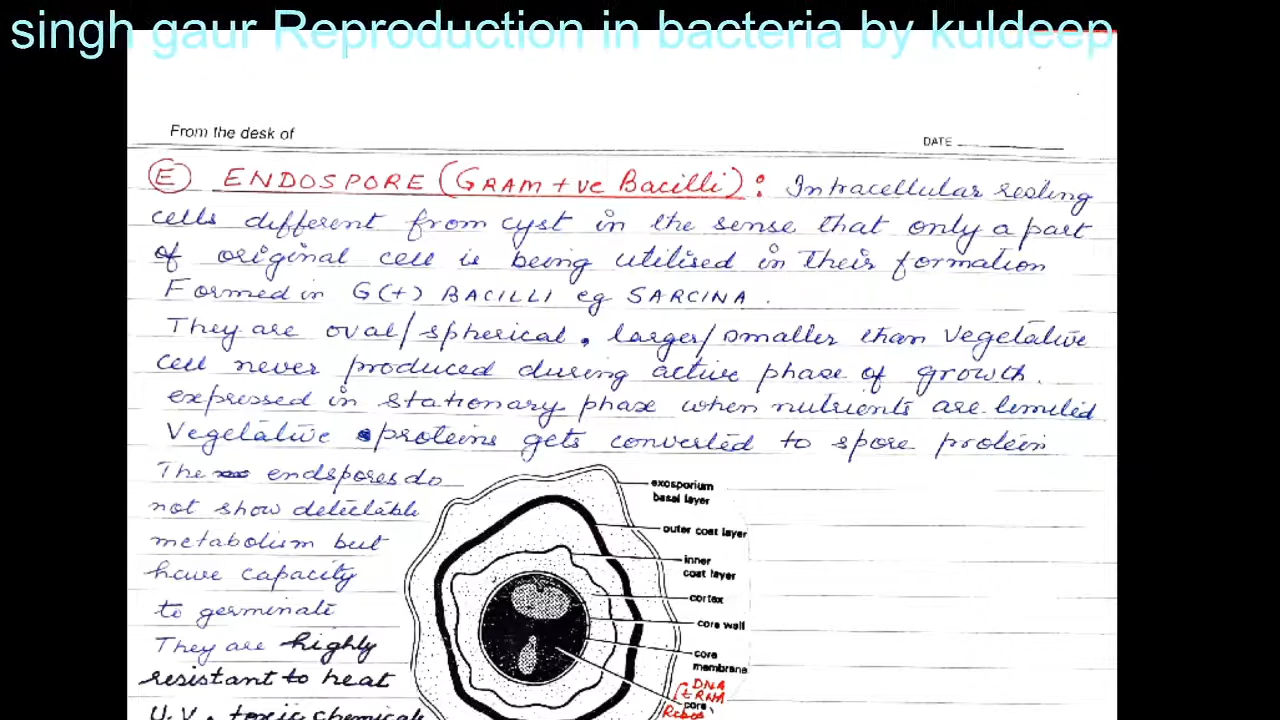 singh gaur Reproduction in bacteria by kuldeep
From the desk of
DATE
E ENDOSPORE (GRAM +ve Bacilli) : Intracellular resting
cells different from cyst in the sense that only a part
of original cell is being utilised in their formation
Formed in G(+) BACILLI eg SARCINA .
They are oval/spherical . larger/smaller than vegetative
cell never produced during active phase of growth.
expressed in stationary phase when nutrients are limited
Vegetative proteins gets converted to spore protein
The endspores do
not show detectable
metabolism but
have capacity
to germinate
They are highly
resistant to heat
U.V. toxic chemicals
exosporium
basal layer
outer coat layer
inner
coat layer
cortex
core wall
core
membrane
DNA
RNA
core